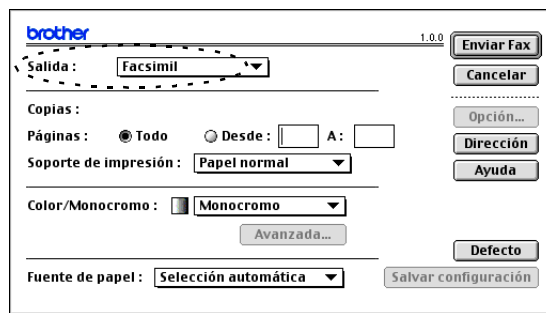 brother
1.0.0
Enviar Fax
Salida : Facsímil
Cancelar
Copias :
Opción...
Páginas : Todo Desde : A :
Dirección
Soporte de impresión : Papel normal
Ayuda
Color/Monocromo : Monocromo
Avanzada...
Defecto
Fuente de papel : Selección automática
Salvar configuración